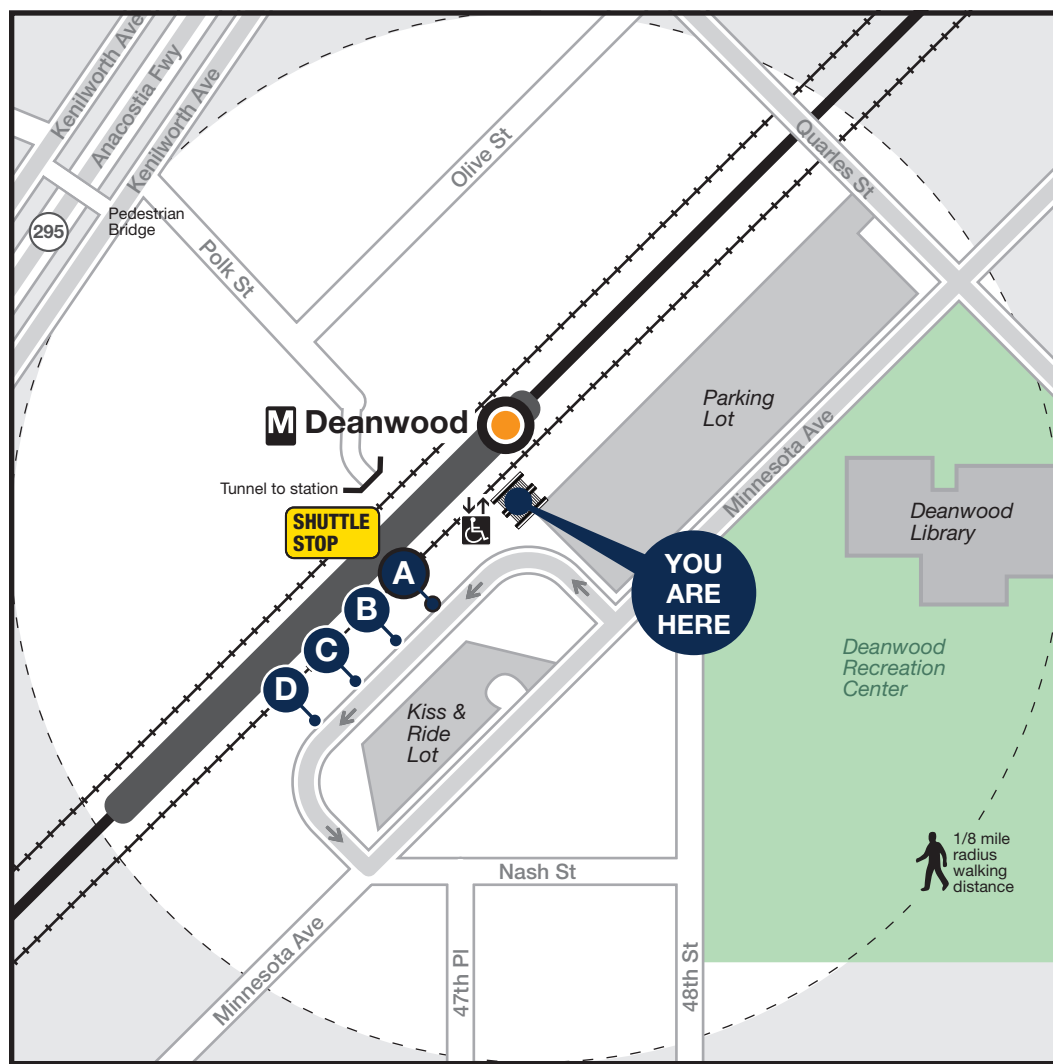 Kenilworth Ave
Anacostia Fwy
Kenilworth Ave
295
Pedestrian
Bridge
Polk St
Olive St
Quarles St
M Deanwood
Tunnel to station
SHUTTLE
STOP
Parking
Lot
Minnesota Ave
Deanwood
Library
YOU
ARE
HERE
A
B
C
D
Deanwood
Recreation
Center
Kiss &
Ride
Lot
1/8 mile
radius
walking
distance
Nash St
Minnesota Ave
47th Pl
48th St